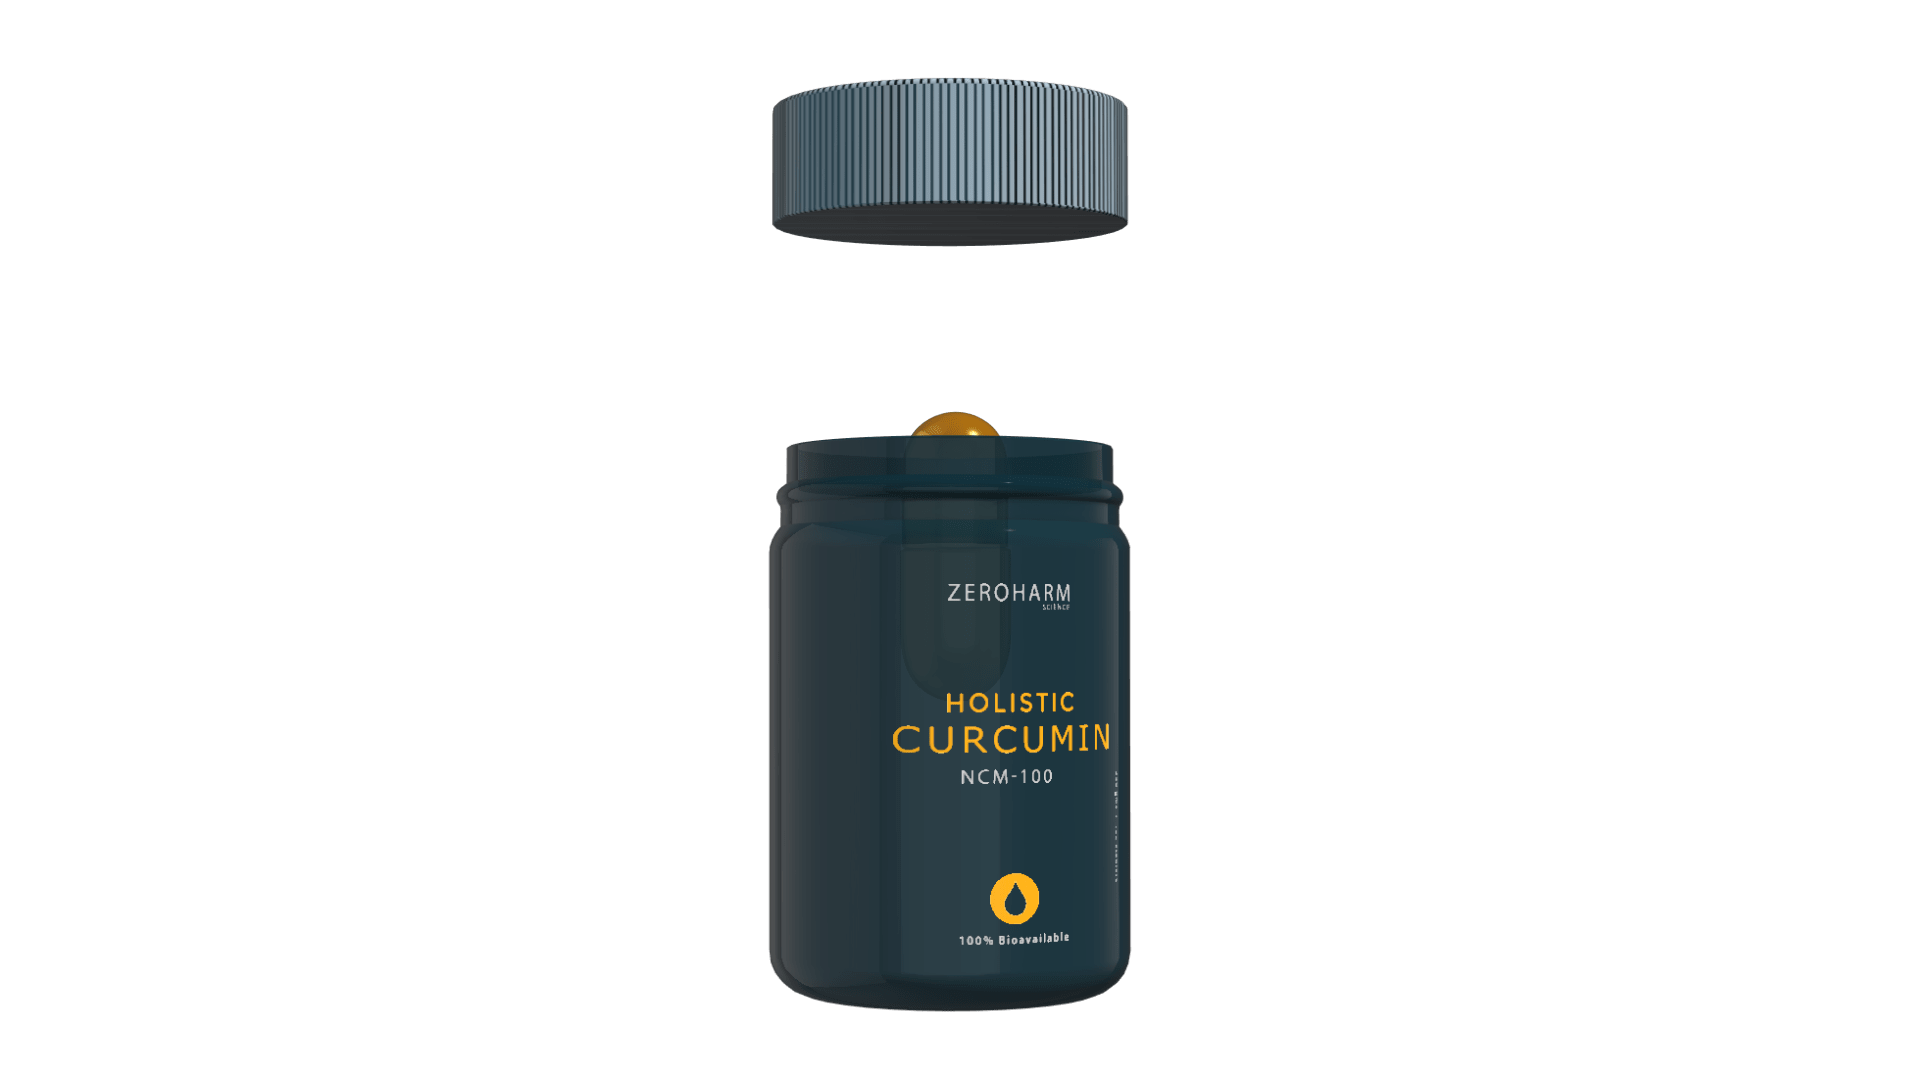 ZEROHARM
SCIENCE
HOLISTIC
CURCUMIN
NCM-100
100% Bioavailable